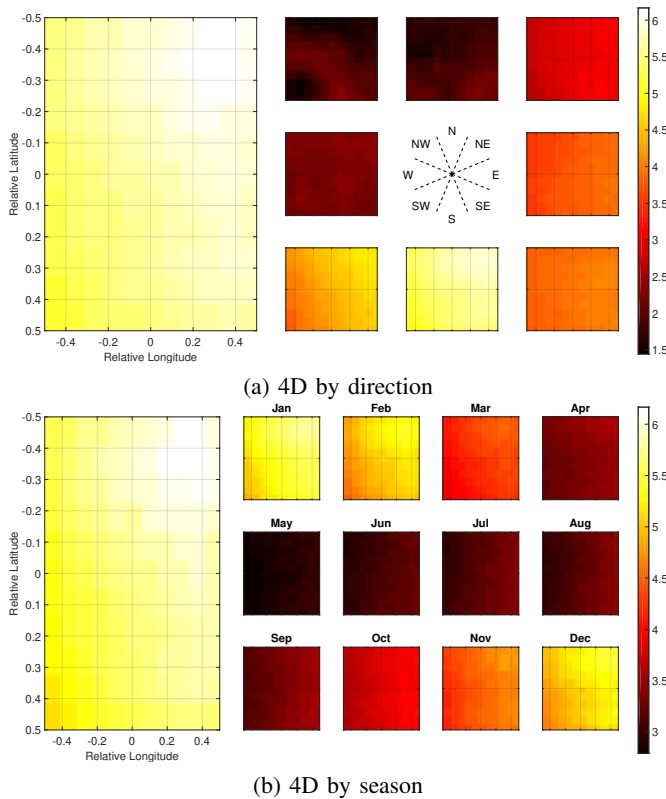 -0.5
-0.4
-0.3
-0.2
-0.1
0
0.1
0.2
0.3
0.4
0.5
Relative Latitude
-0.4 -0.2 0 0.2 0.4
Relative Longitude
N
NW NE
W E
SW SE
S
6
5.5
5
4.5
4
3.5
3
2.5
2
1.5
(a) 4D by direction
-0.5
-0.4
-0.3
-0.2
-0.1
0
0.1
0.2
0.3
0.4
0.5
Relative Latitude
-0.4 -0.2 0 0.2 0.4
Relative Longitude
Jan Feb Mar Apr
May Jun Jul Aug
Sep Oct Nov Dec
6
5.5
5
4.5
4
3.5
3
(b) 4D by season